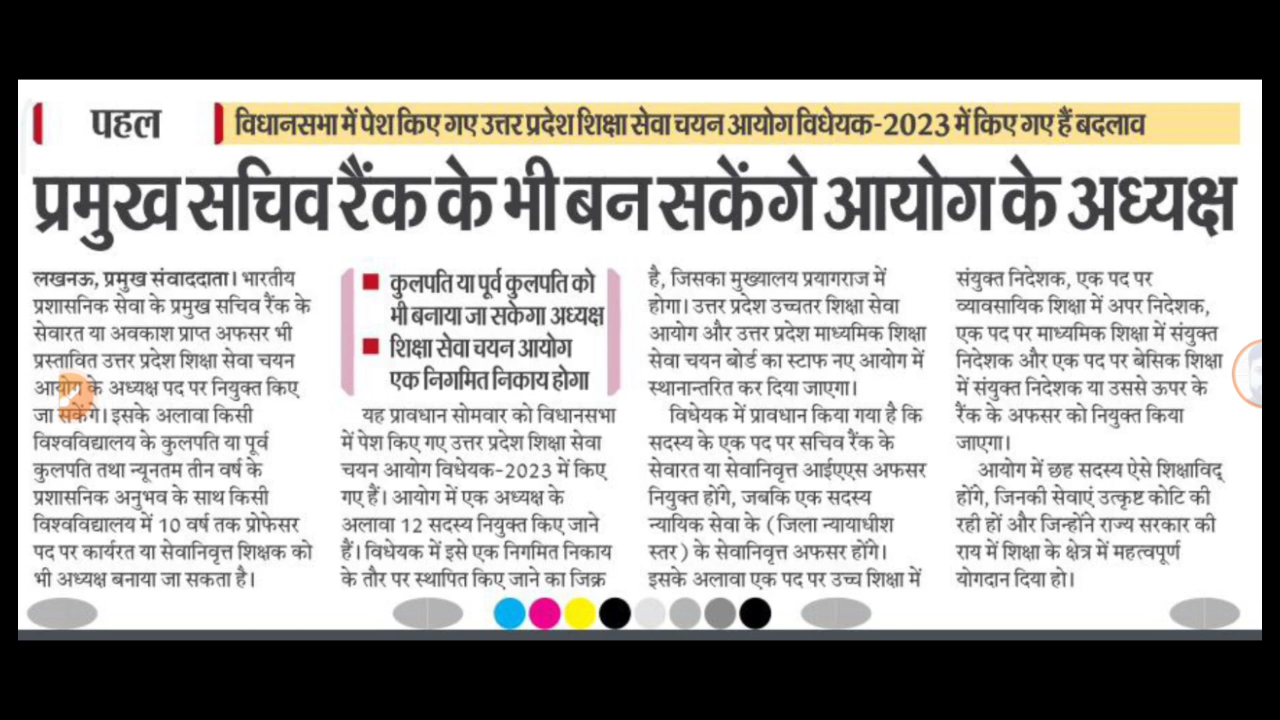 पहल
विधानसभा में पेश किए गए उत्तर प्रदेश शिक्षा सेवा चयन आयोग विधेयक-2023 में किए गए हैं बदलाव
प्रमुख सचिव रैंक के भी बन सकेंगे आयोग के अध्यक्ष
लखनऊ, प्रमुख संवाददाता। भारतीय
प्रशासनिक सेवा के प्रमुख सचिव रैंक के
सेवारत या अवकाश प्राप्त अफसर भी
प्रस्तावित उत्तर प्रदेश शिक्षा सेवा चयन
आयोग के अध्यक्ष पद पर नियुक्त किए
जा सकेंगे। इसके अलावा किसी
विश्वविद्यालय के कुलपति या पूर्व
कुलपति तथा न्यूनतम तीन वर्ष के
प्रशासनिक अनुभव के साथ किसी
विश्वविद्यालय में 10 वर्ष तक प्रोफेसर
पद पर कार्यरत या सेवानिवृत्त शिक्षक को
भी अध्यक्ष बनाया जा सकता है।
कुलपति या पूर्व कुलपति को
भी बनाया जा सकेगा अध्यक्ष
शिक्षा सेवा चयन आयोग
एक निगमित निकाय होगा
यह प्रावधान सोमवार को विधानसभा
में पेश किए गए उत्तर प्रदेश शिक्षा सेवा
चयन आयोग विधेयक-2023 में किए
गए हैं। आयोग में एक अध्यक्ष के
अलावा 12 सदस्य नियुक्त किए जाने
हैं। विधेयक में इसे एक निगमित निकाय
के तौर पर स्थापित किए जाने का जिक्र
है, जिसका मुख्यालय प्रयागराज में
होगा। उत्तर प्रदेश उच्चतर शिक्षा सेवा
आयोग और उत्तर प्रदेश माध्यमिक शिक्षा
सेवा चयन बोर्ड का स्टाफ नए आयोग में
स्थानान्तरित कर दिया जाएगा।
विधेयक में प्रावधान किया गया है कि
सदस्य के एक पद पर सचिव रैंक के
सेवारत या सेवानिवृत्त आईएएस अफसर
नियुक्त होंगे, जबकि एक सदस्य
न्यायिक सेवा के (जिला न्यायाधीश
स्तर) के सेवानिवृत्त अफसर होंगे।
इसके अलावा एक पद पर उच्च शिक्षा में
संयुक्त निदेशक, एक पद पर
व्यावसायिक शिक्षा में अपर निदेशक,
एक पद पर माध्यमिक शिक्षा में संयुक्त
निदेशक और एक पद पर बेसिक शिक्षा
में संयुक्त निदेशक या उससे ऊपर के
रैंक के अफसर को नियुक्त किया
जाएगा।
आयोग में छह सदस्य ऐसे शिक्षाविद्
होंगे, जिनकी सेवाएं उत्कृष्ट कोटि की
रही हों और जिन्होंने राज्य सरकार की
राय में शिक्षा के क्षेत्र में महत्वपूर्ण
योगदान दिया हो।